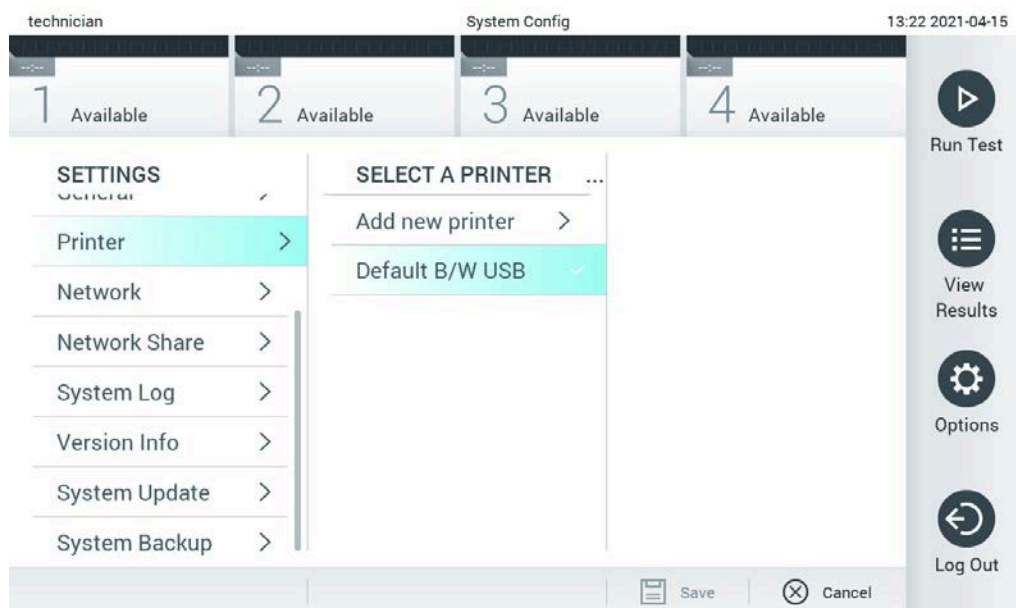 technician System Config 13:22 2021-04-15
--:-- --:-- --:-- --:--
1 Available 2 Available 3 Available 4 Available
Run Test
SETTINGS SELECT A PRINTER ...
General
Add new printer
Printer
Default B/W USB
Network
View
Results
Network Share
System Log
Options
Version Info
System Update
System Backup
Log Out
Save Cancel